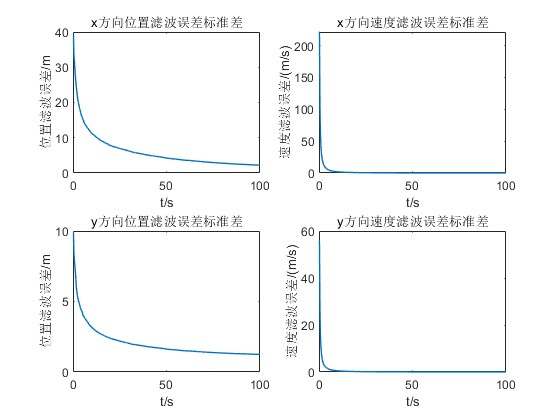 x方向位置滤波误差标准差
位置滤波误差/m
40
30
20
10
0
0
50
100
t/s
x方向速度滤波误差标准差
速度滤波误差/(m/s)
200
150
100
50
0
0
50
100
t/s
y方向位置滤波误差标准差
位置滤波误差/m
10
5
0
0
50
100
t/s
y方向速度滤波误差标准差
速度滤波误差/(m/s)
60
40
20
0
0
50
100
t/s